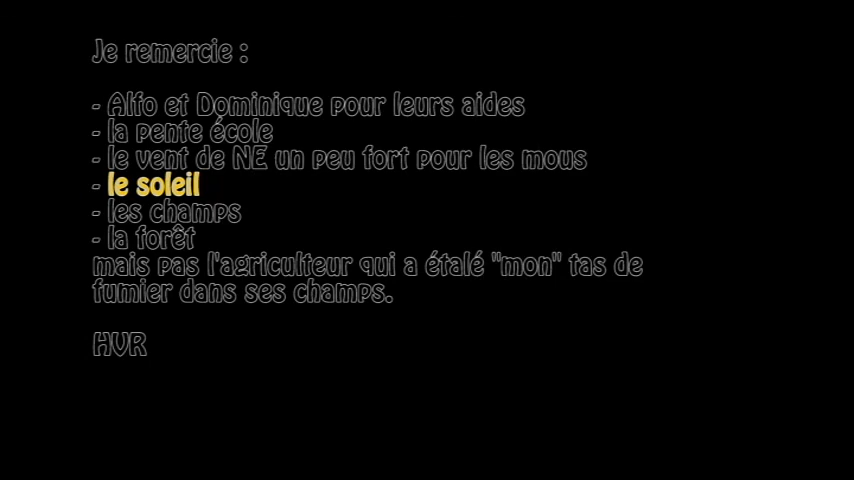 Je remercie :
- Alfo et Dominique pour leurs aides
- la pente école
- le vent de NE un peu fort pour les mous
- le soleil
- les champs
- la forêt
mais pas l'agriculteur qui a étalé "mon" tas de
fumier dans ses champs.
HVR